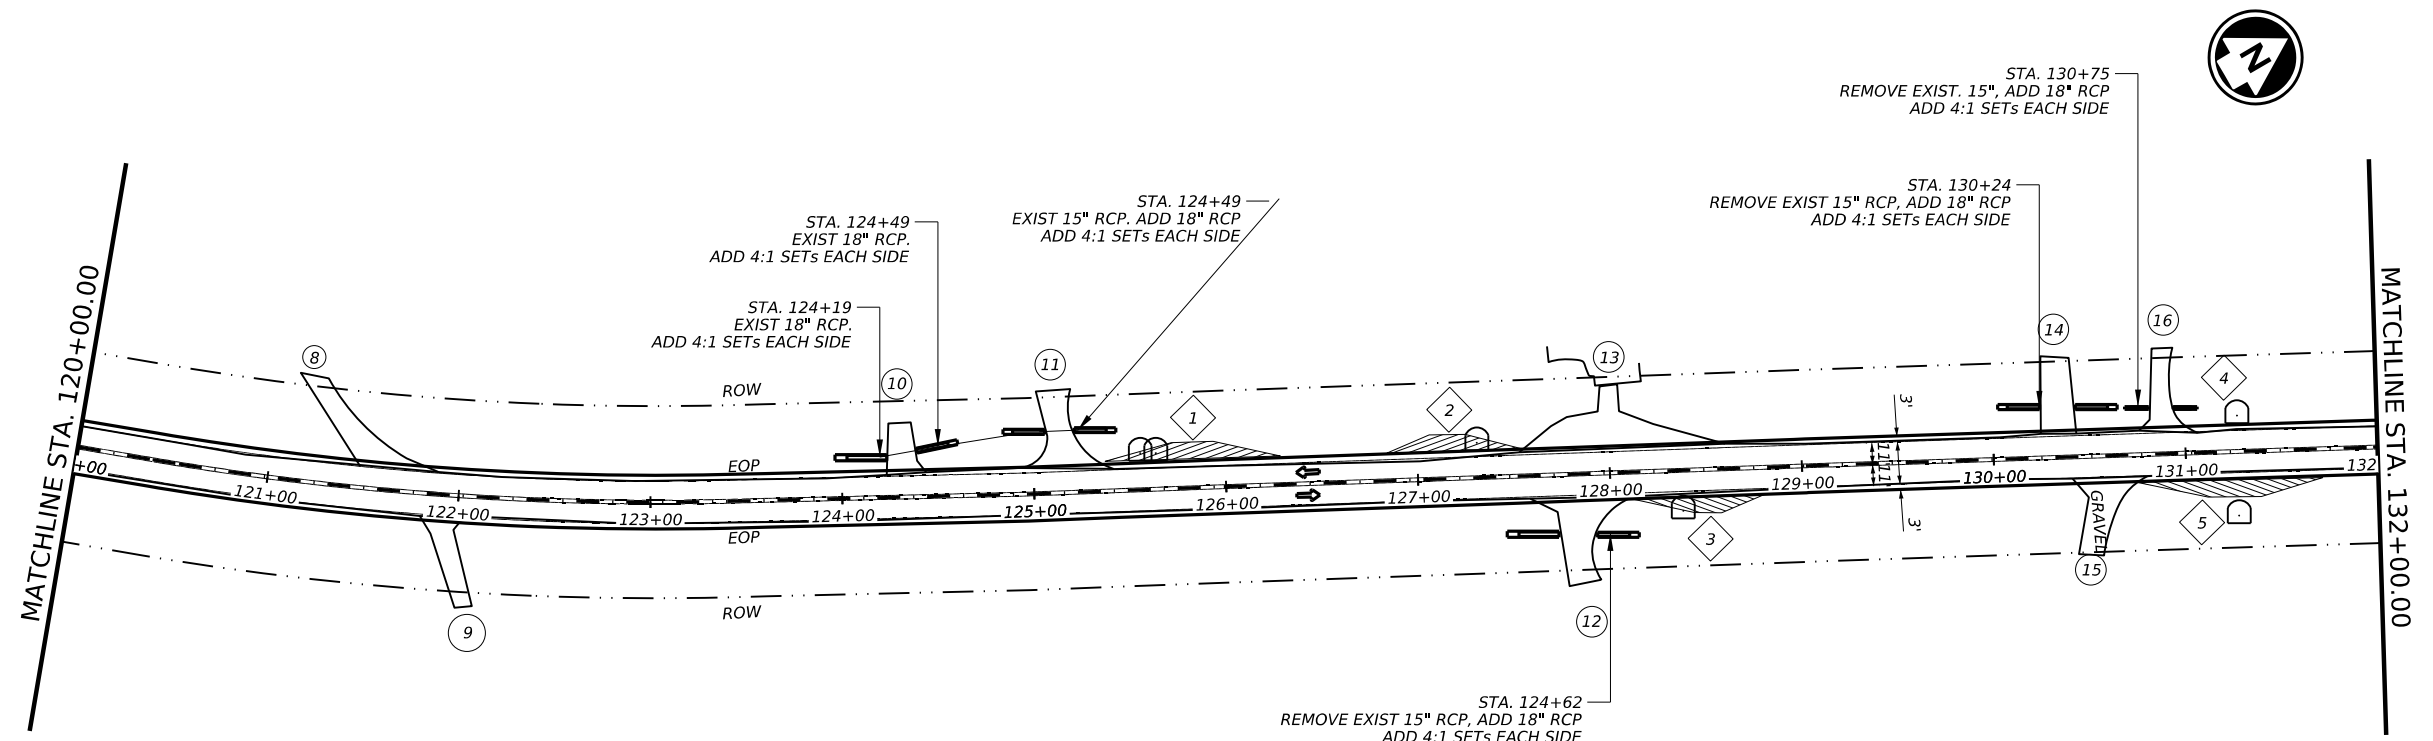 N
STA. 130+75
REMOVE EXIST. 15", ADD 18" RCP
ADD 4:1 SETs EACH SIDE
STA. 130+24
REMOVE EXIST 15" RCP, ADD 18" RCP
ADD 4:1 SETs EACH SIDE
STA. 124+49
EXIST 15" RCP. ADD 18" RCP
ADD 4:1 SETs EACH SIDE
STA. 124+49
EXIST 18" RCP.
ADD 4:1 SETs EACH SIDE
STA. 124+19
EXIST 18" RCP.
ADD 4:1 SETs EACH SIDE
MATCHLINE STA. 120+00.00
MATCHLINE STA. 132+00.00
8
10
11
13
14
16
1
2
4
ROW
3'
EOP
11'
11'
+00
121+00
122+00
123+00
124+00
125+00
126+00
127+00
128+00
129+00
130+00
131+00
132
EOP
3'
GRAVEL
3
5
ROW
9
12
15
STA. 124+62
REMOVE EXIST 15" RCP, ADD 18" RCP
ADD 4:1 SETs EACH SIDE